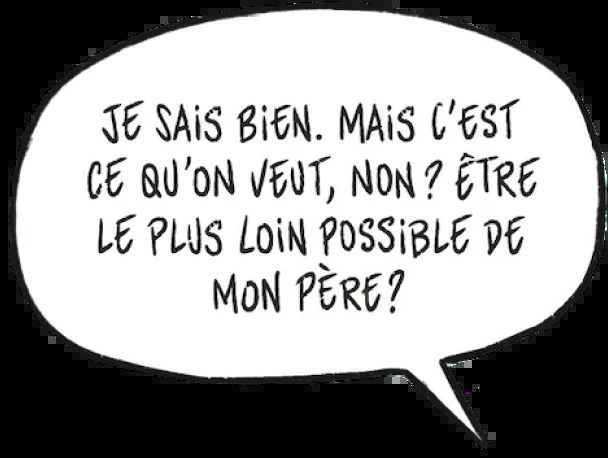 JE SAIS BIEN. MAIS C'EST
CE QU'ON VEUT, NON? ÊTRE
LE PLUS LOIN POSSIBLE DE
MON PÈRE?